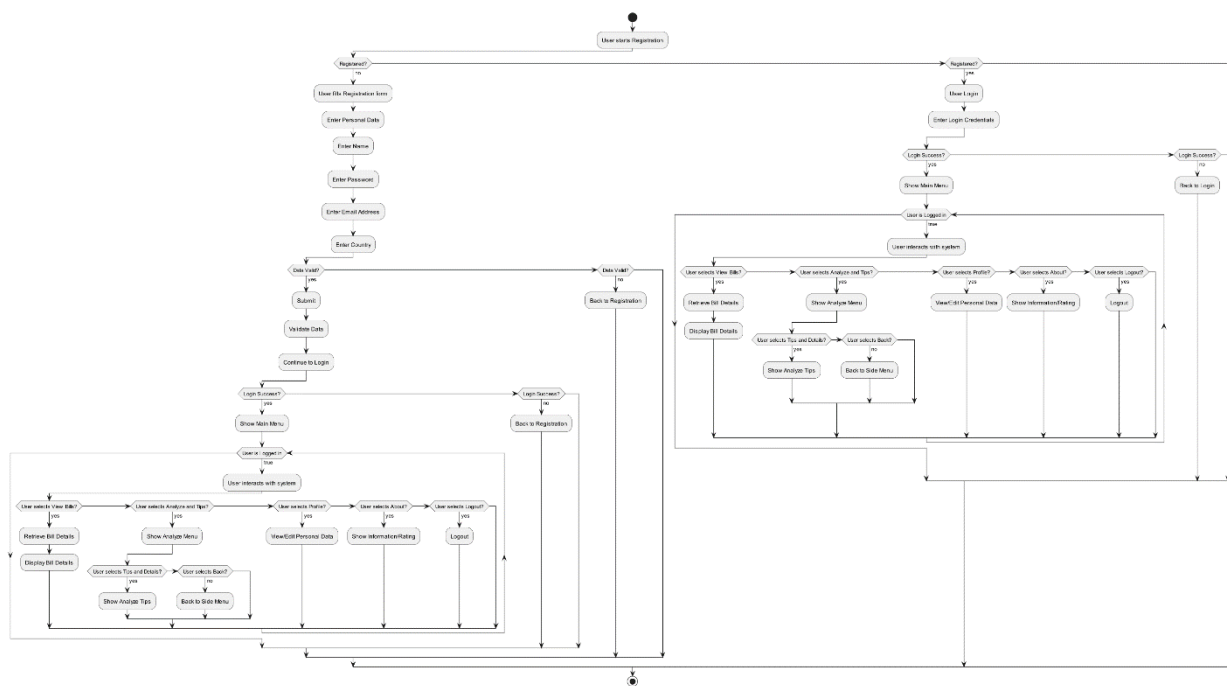 User starts Registration
Registered?
no
User fills Registration form
Enter Personal Data
Enter Name
Enter Password
Enter Email Address
Enter Country
Data Valid?
yes
Submit
Validate Data
Continue to Login
Login Success?
yes
Show Main Menu
User is Logged in
true
User interacts with system
User selects View Bills?
yes
Retrieve Bill Details
Display Bill Details
User selects Analyze and Tips?
yes
Show Analyze Menu
User selects Tips and Details?
yes
Show Analyze Tips
User selects Back?
no
Back to Side Menu
User selects Profile?
yes
View/Edit Personal Data
User selects About?
yes
Show Information/Rating
User selects Logout?
yes
Logout
Login Success?
no
Back to Registration
Data Valid?
no
Back to Registration
Registered?
yes
User Login
Enter Login Credentials
Login Success?
yes
Show Main Menu
User is Logged in
true
User interacts with system
User selects View Bills?
yes
Retrieve Bill Details
Display Bill Details
User selects Analyze and Tips?
yes
Show Analyze Menu
User selects Tips and Details?
yes
Show Analyze Tips
User selects Back?
no
Back to Side Menu
User selects Profile?
yes
View/Edit Personal Data
User selects About?
yes
Show Information/Rating
User selects Logout?
yes
Logout
Login Success?
no
Back to Login